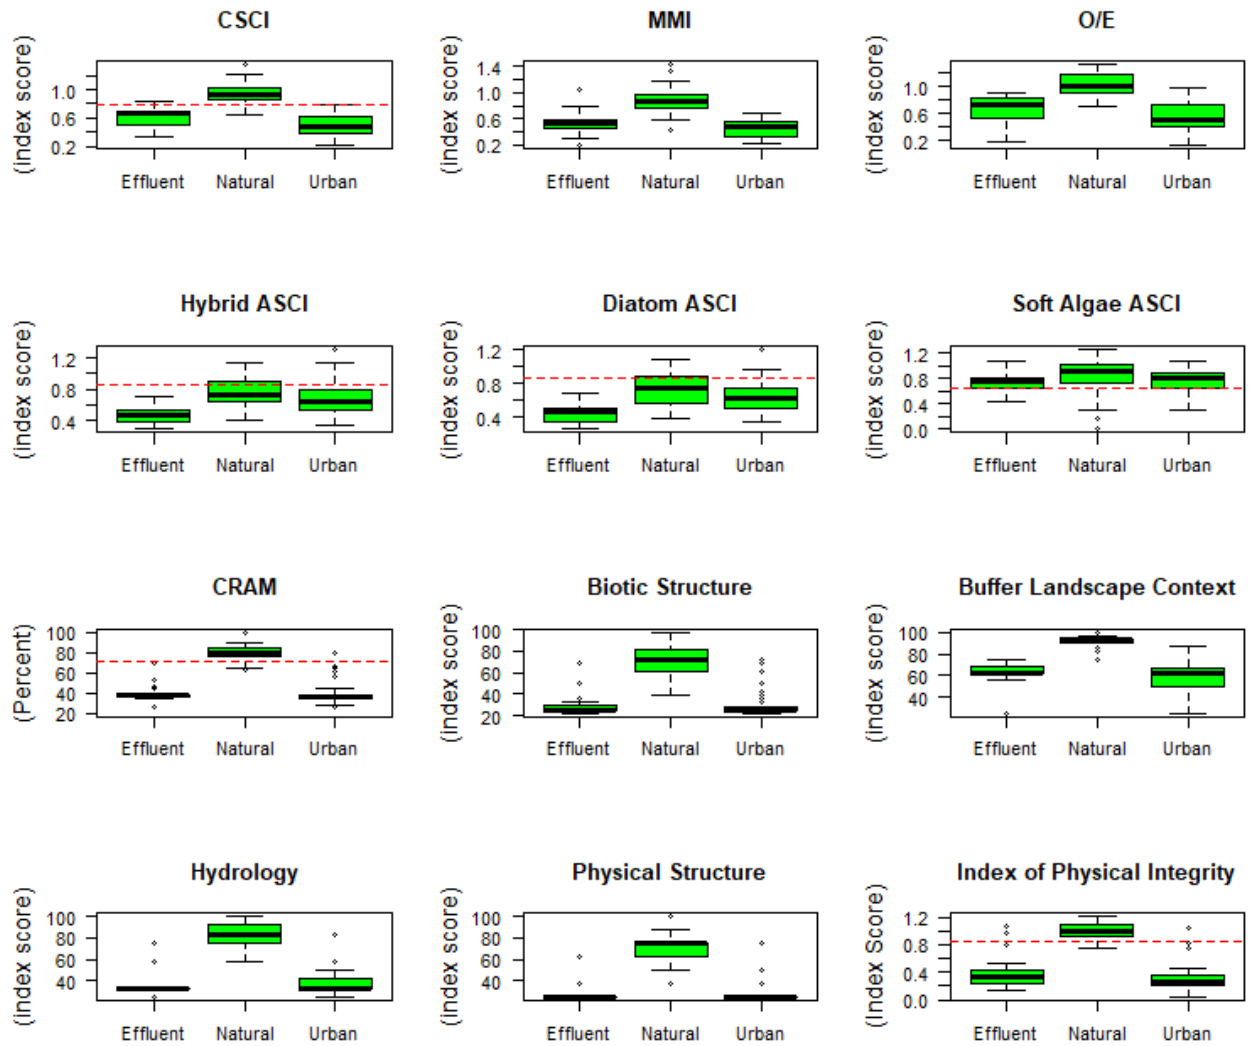 CSCI
(index score)
1.0
0.6
0.2
Effluent Natural Urban
MMI
(index score)
1.4
1.0
0.6
0.2
Effluent Natural Urban
O/E
(index score)
1.0
0.6
0.2
Effluent Natural Urban
Hybrid ASCI
(index score)
1.2
0.8
0.4
Effluent Natural Urban
Diatom ASCI
(index score)
1.2
0.8
0.4
Effluent Natural Urban
Soft Algae ASCI
(index score)
1.2
0.8
0.4
0.0
Effluent Natural Urban
CRAM
(Percent)
100
80
60
40
20
Effluent Natural Urban
Biotic Structure
(index score)
100
80
60
40
20
Effluent Natural Urban
Buffer Landscape Context
(index score)
100
80
60
40
Effluent Natural Urban
Hydrology
(index score)
100
80
60
40
Effluent Natural Urban
Physical Structure
(index score)
100
80
60
40
Effluent Natural Urban
Index of Physical Integrity
(Index Score)
1.2
0.8
0.4
0.0
Effluent Natural Urban